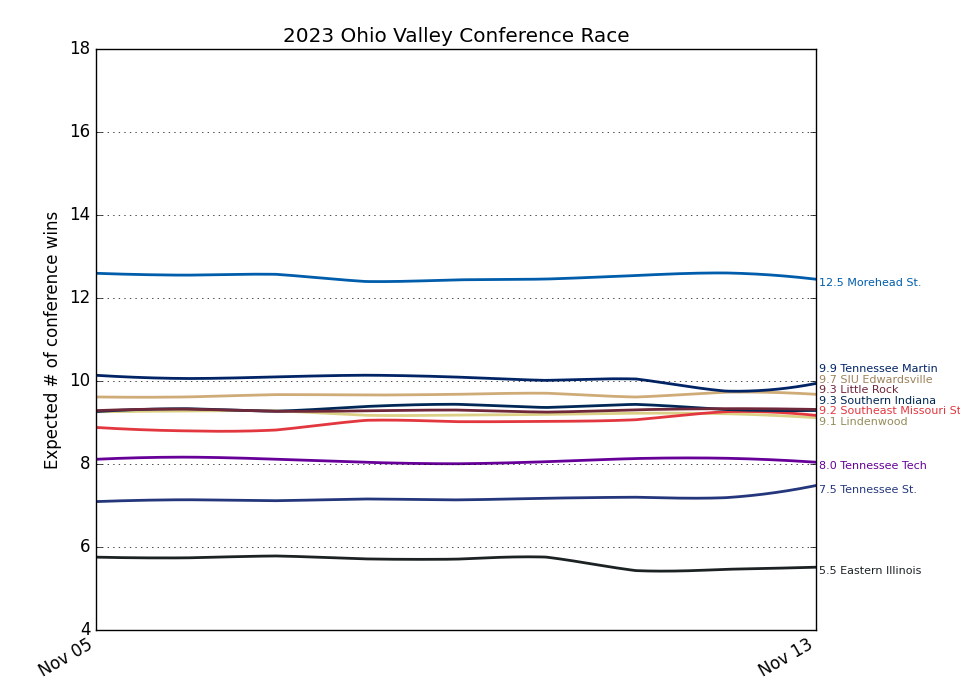 2023 Ohio Valley Conference Race
Expected # of conference wins
18
16
14
12
10
8
6
4
Nov 05
Nov 13
12.5 Morehead St.
9.9 Tennessee Martin
9.7 SIU Edwardsville
9.3 Little Rock
9.3 Southern Indiana
9.2 Southeast Missouri St
9.1 Lindenwood
8.0 Tennessee Tech
7.5 Tennessee St.
5.5 Eastern Illinois